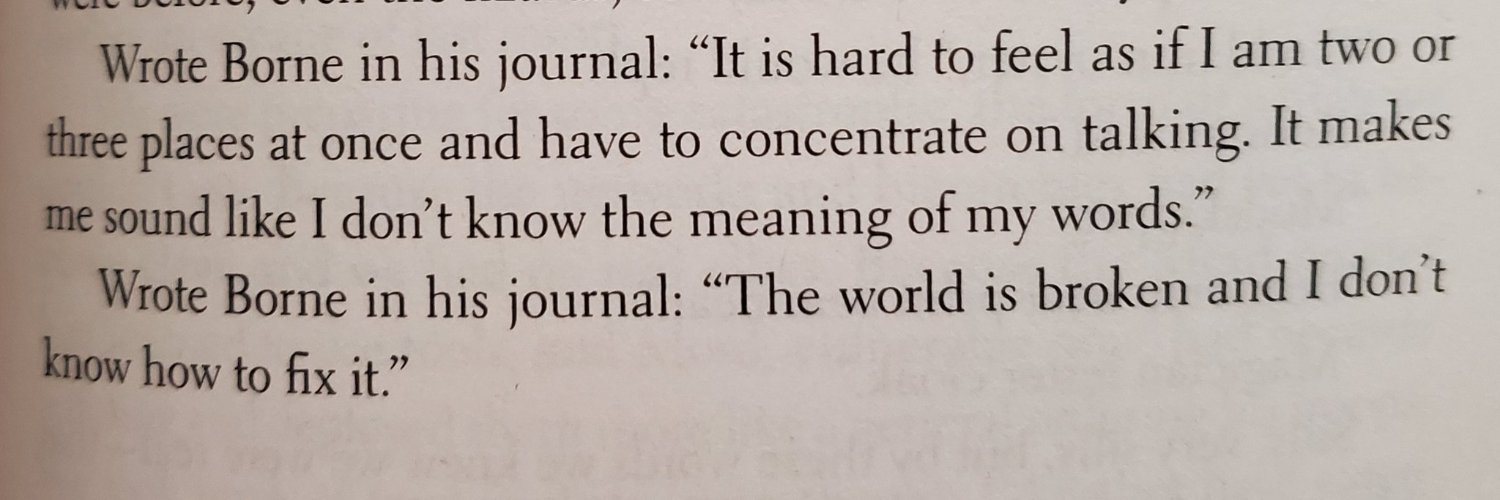 Wrote Borne in his journal: “It is hard to feel as if I am two or
three places at once and have to concentrate on talking. It makes
me sound like I don’t know the meaning of my words.”
Wrote Borne in his journal: “The world is broken and I don’t
know how to fix it.”